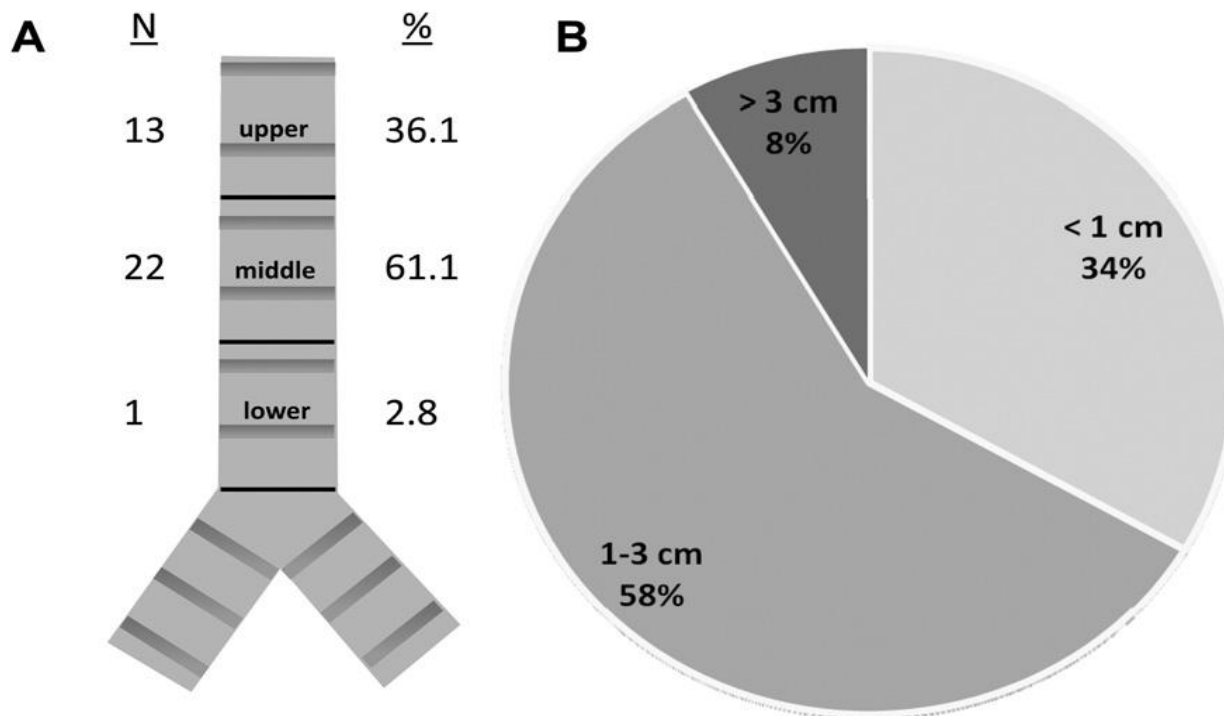 A
N
%
13 upper 36.1
22 middle 61.1
1 lower 2.8
B
> 3 cm
8%
< 1 cm
34%
1-3 cm
58%